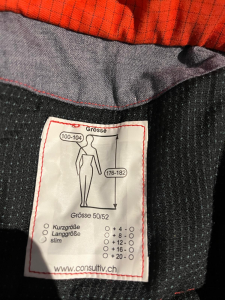 Grösse
100-104
176-182
Grösse 50/52
Kurzgröße
Langgröße
slim
+ 4 -
+ 8 -
+ 12 -
+ 16 -
+ 20 -
www.consultiv.ch